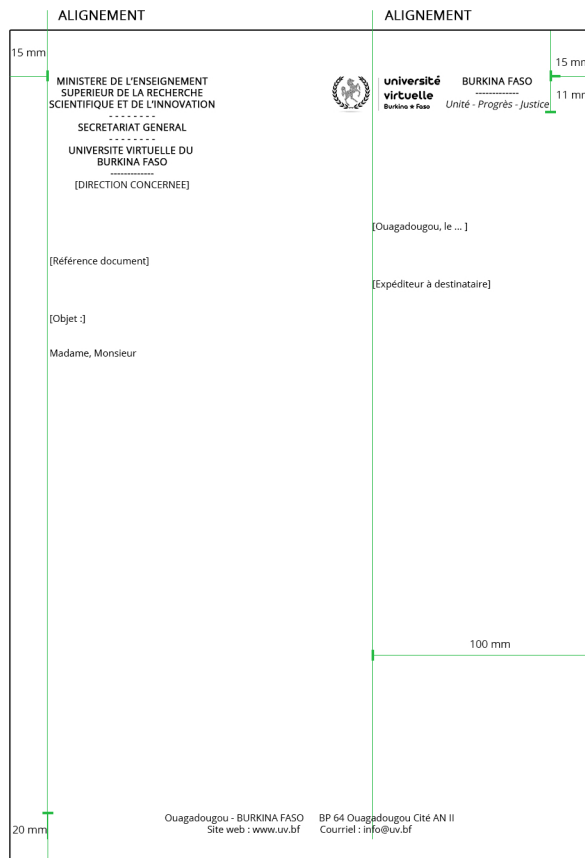 ALIGNEMENT
ALIGNEMENT
15 mm
15 mm
11 mm
MINISTERE DE L'ENSEIGNEMENT
SUPERIEUR DE LA RECHERCHE
SCIENTIFIQUE ET DE L'INNOVATION
- - - - - - - -
SECRETARIAT GENERAL
- - - - - - - -
UNIVERSITE VIRTUELLE DU
BURKINA FASO
-------------
[DIRECTION CONCERNEE]
université
virtuelle
Burkina ★ Faso
BURKINA FASO
-------------
Unité - Progrès - Justice
[Ouagadougou, le ... ]
[Référence document]
[Expéditeur à destinataire]
[Objet :]
Madame, Monsieur
100 mm
20 mm
Ouagadougou - BURKINA FASO BP 64 Ouagadougou Cité AN II
Site web : www.uv.bf Courriel : info@uv.bf